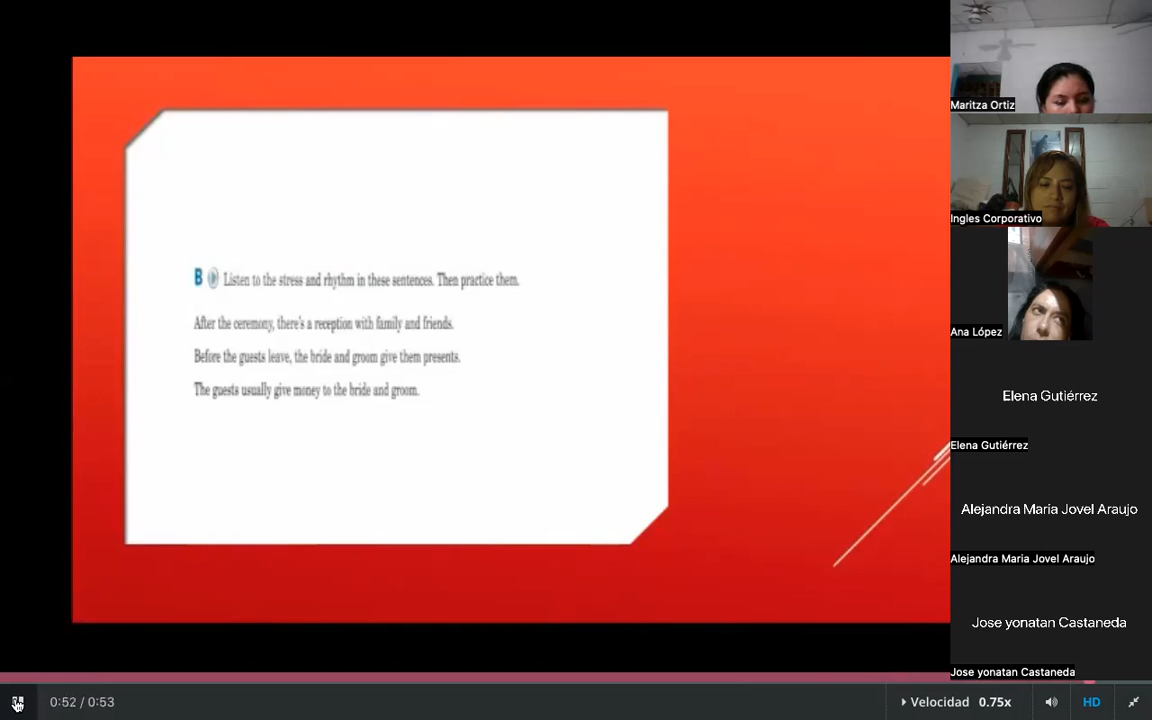 B Listen to the stress and rhythm in these sentences. Then practice them.
After the ceremony, there's a reception with family and friends.
Before the guests leave, the bride and groom give them presents.
The guests usually give money to the bride and groom.
Maritza Ortiz
Ingles Corporativo
Ana López
Elena Gutiérrez
Elena Gutiérrez
Alejandra Maria Jovel Araujo
Alejandra Maria Jovel Araujo
Jose yonatan Castaneda
Jose yonatan Castaneda
0:52 / 0:53
Velocidad 0.75x
HD